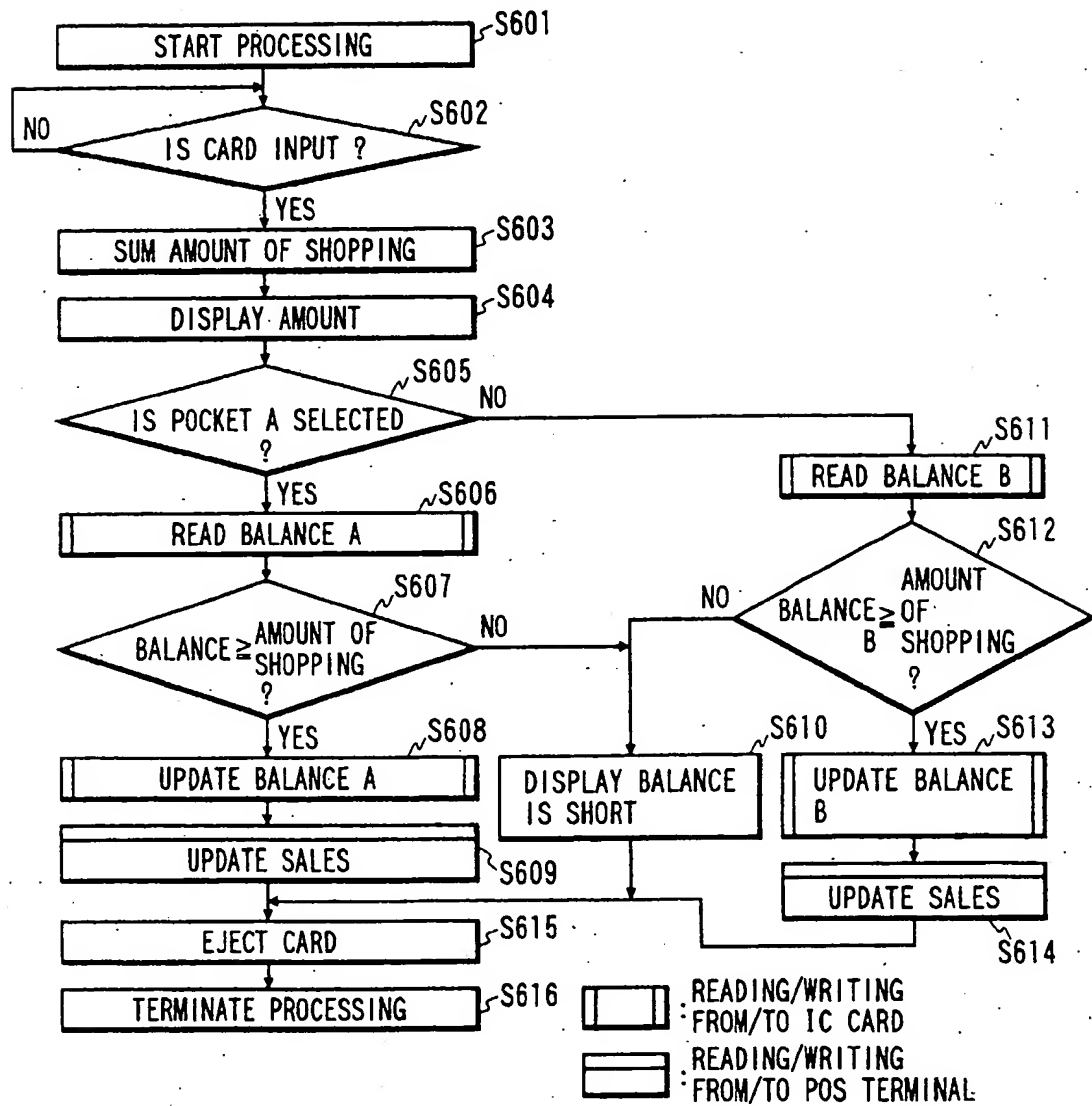 START PROCESSING
S601
S602
NO
IS CARD INPUT ?
YES
S603
SUM AMOUNT OF SHOPPING
S604
DISPLAY AMOUNT
S605
NO
IS POCKET A SELECTED
?
YES
S606
READ BALANCE A
S607
BALANCE ≧ AMOUNT OF
SHOPPING
?
NO
YES
S608
UPDATE BALANCE A
UPDATE SALES
S609
S611
READ BALANCE B
S612
NO
AMOUNT
BALANCE ≧ OF
B SHOPPING
?
S610
DISPLAY BALANCE
IS SHORT
YES
S613
UPDATE BALANCE
B
UPDATE SALES
S614
EJECT CARD
S615
TERMINATE PROCESSING
S616
:READING/WRITING
FROM/TO IC CARD
:READING/WRITING
FROM/TO POS TERMINAL